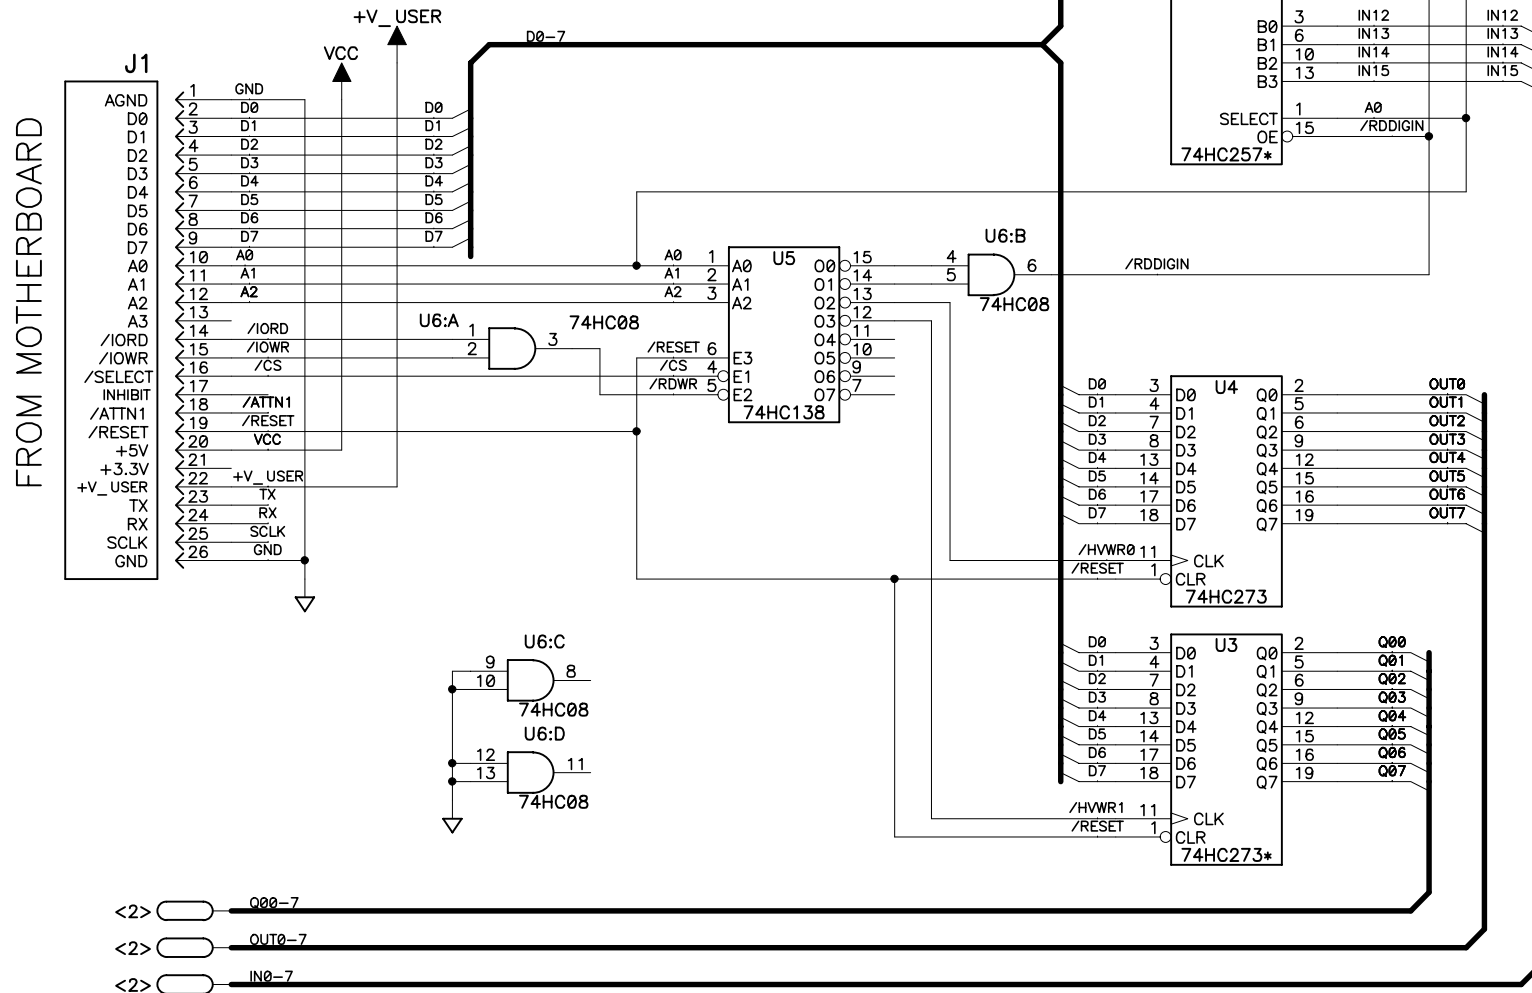 +V_USER
VCC
J1
FROM MOTHERBOARD
D0-7
AGND 1 GND
D0 2 D0 D0
D1 3 D1 D1
D2 4 D2 D2
D3 5 D3 D3
D4 6 D4 D4
D5 7 D5 D5
D6 8 D6 D6
D7 9 D7 D7
A0 10 A0 A0
A1 11 A1 A1
A2 12 A2 A2
A3 13
/IORD 14 /IORD
/IOWR 15 /IOWR
/SELECT 16 /CS
INHIBIT 17
/ATTN1 18 /ATTN1
/RESET 19 /RESET
+5V 20 VCC
+3.3V 21
+V_USER 22 +V_USER
TX 23 TX
RX 24 RX
SCLK 25 SCLK
GND 26 GND
U6:A
1
2
3
74HC08
U5
1 A0 O0 15
2 A1 O1 14
3 A2 O2 13
O3 12
O4 11
/RESET 6 E3 O5 10
/CS 4 E1 O6 9
/RDWR 5 E2 O7 7
74HC138
U6:B
4
5
6
74HC08
/RDDIGIN
B0 3 IN12 IN12
B1 6 IN13 IN13
B2 10 IN14 IN14
B3 13 IN15 IN15
SELECT 1 A0
OE 15 /RDDIGIN
74HC257*
U4
D0 3 D0 Q0 2 OUT0
D1 4 D1 Q1 5 OUT1
D2 7 D2 Q2 6 OUT2
D3 8 D3 Q3 9 OUT3
D4 13 D4 Q4 12 OUT4
D5 14 D5 Q5 15 OUT5
D6 17 D6 Q6 16 OUT6
D7 18 D7 Q7 19 OUT7
/HVWR0 11 CLK
/RESET 1 CLR
74HC273
U6:C
9
10
8
74HC08
U6:D
12
13
11
74HC08
U3
D0 3 D0 Q0 2 Q00
D1 4 D1 Q1 5 Q01
D2 7 D2 Q2 6 Q02
D3 8 D3 Q3 9 Q03
D4 13 D4 Q4 12 Q04
D5 14 D5 Q5 15 Q05
D6 17 D6 Q6 16 Q06
D7 18 D7 Q7 19 Q07
/HVWR1 11 CLK
/RESET 1 CLR
74HC273*
<2> Q00-7
<2> OUT0-7
<2> IN0-7